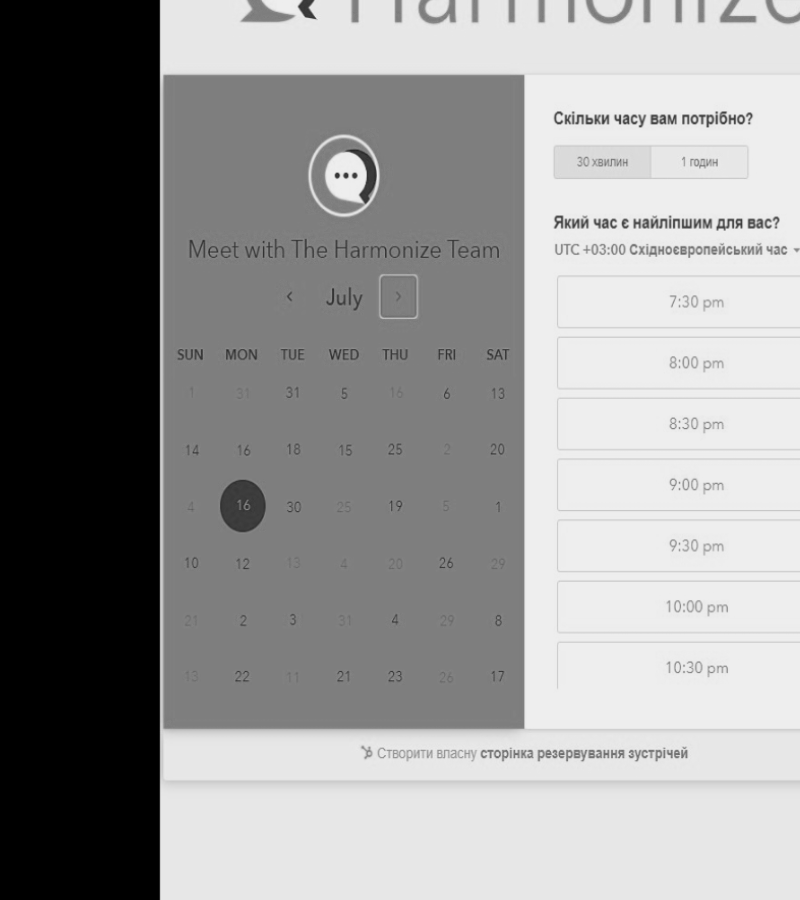 Harmonize
Meet with The Harmonize Team
July
SUN MON TUE WED THU FRI SAT
1 31 31 5 16 6 13
14 16 18 15 25 2 20
4 16 30 25 19 5 1
10 12 13 4 20 26 29
21 2 3 31 4 29 8
13 22 11 21 23 26 17
Скільки часу вам потрібно?
30 хвилин 1 годин
Який час є найліпшим для вас?
UTC +03:00 Східноєвропейський час
7:30 pm
8:00 pm
8:30 pm
9:00 pm
9:30 pm
10:00 pm
10:30 pm
Створити власну сторінка резервування зустрічей